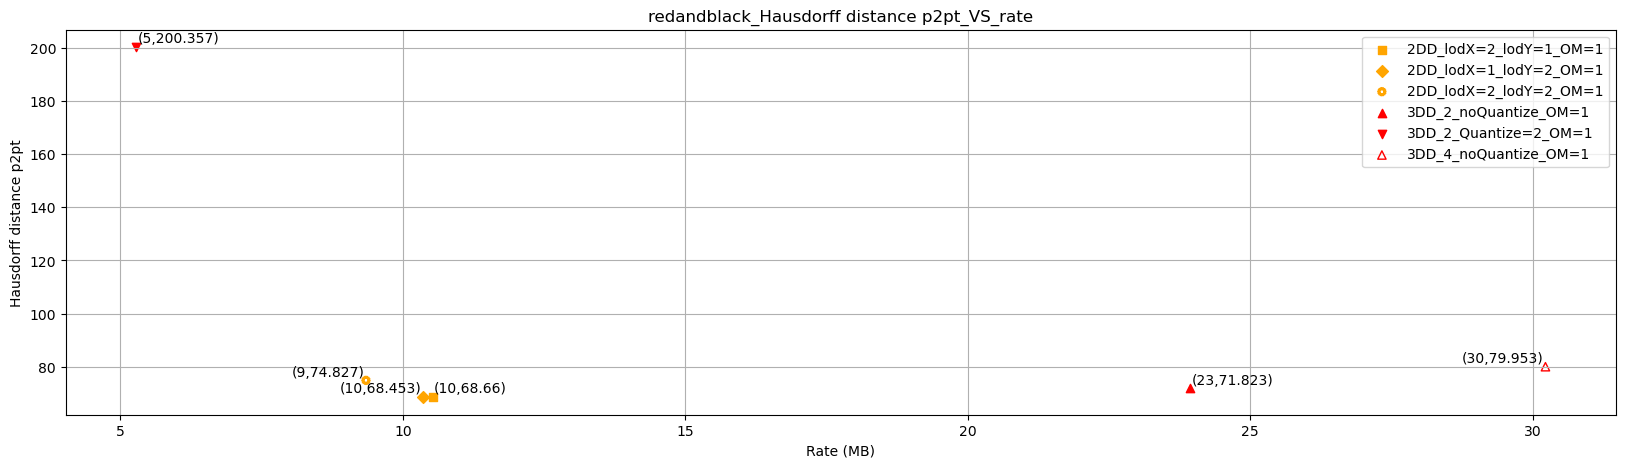 redandblack_Hausdorff distance p2pt_VS_rate
Hausdorff distance p2pt
200
180
160
140
120
100
80
(5,200.357)
(9,74.827)
(10,68.453)
(10,68.66)
(23,71.823)
(30,79.953)
2DD_lodX=2_lodY=1_OM=1
2DD_lodX=1_lodY=2_OM=1
2DD_lodX=2_lodY=2_OM=1
3DD_2_noQuantize_OM=1
3DD_2_Quantize=2_OM=1
3DD_4_noQuantize_OM=1
5 10 15 20 25 30
Rate (MB)